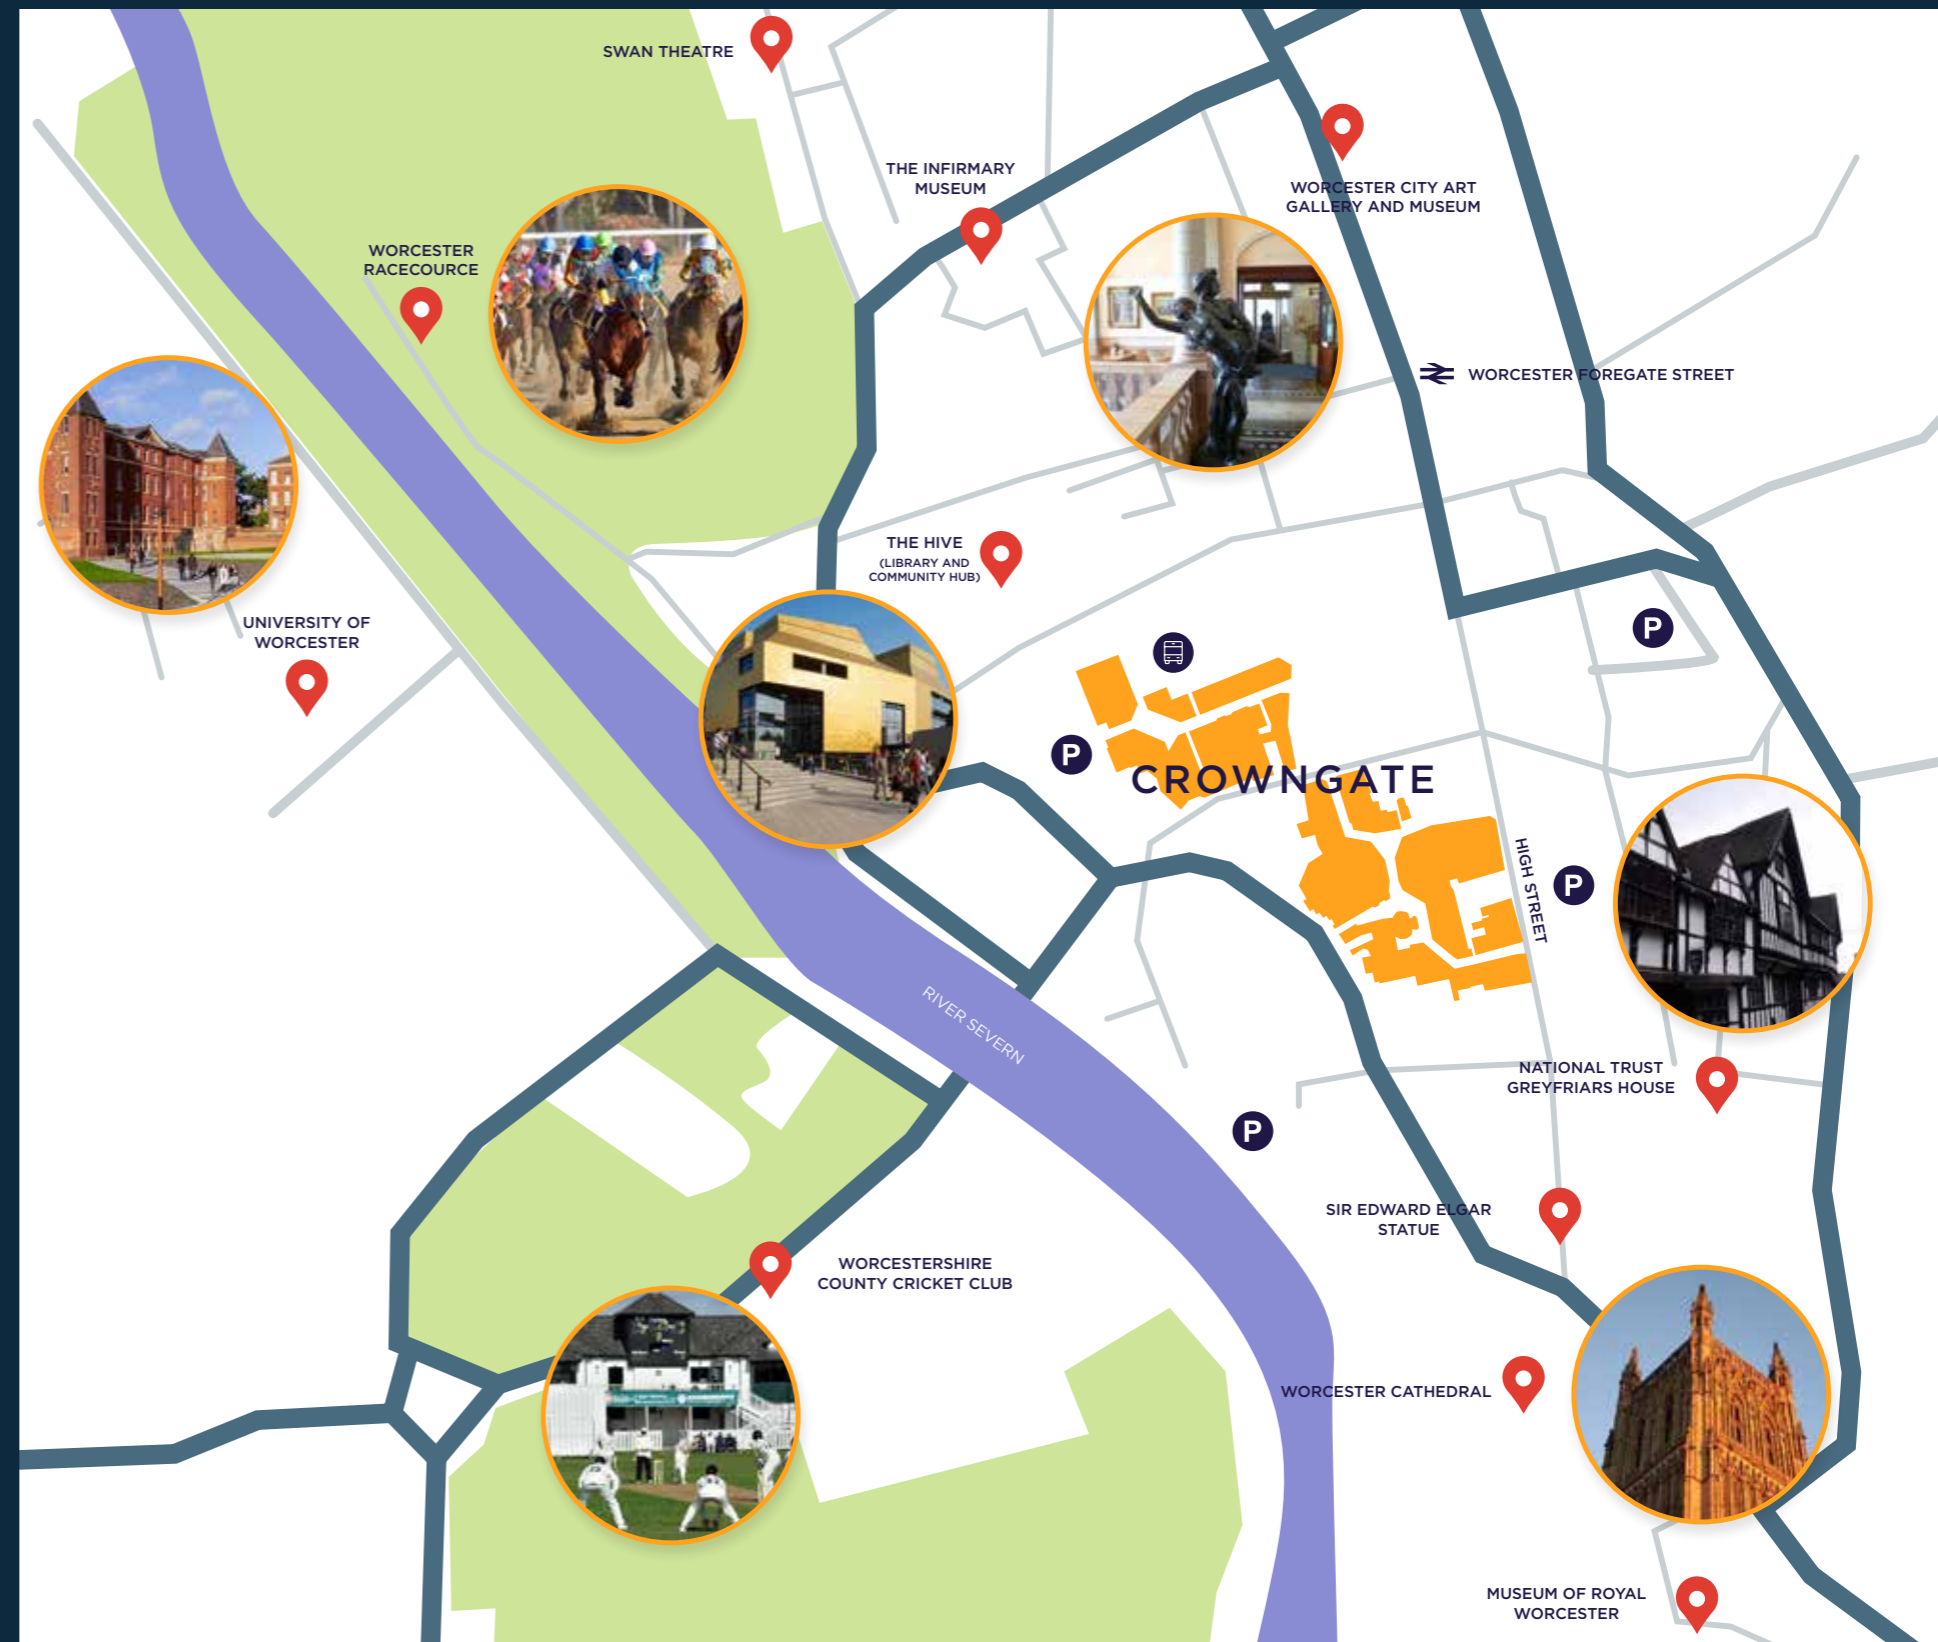 SWAN THEATRE
THE INFIRMARY
MUSEUM
WORCESTER CITY ART
GALLERY AND MUSEUM
WORCESTER
RACECOURCE
WORCESTER FOREGATE STREET
THE HIVE
(LIBRARY AND
COMMUNITY HUB)
UNIVERSITY OF
WORCESTER
P
P
CROWNGATE
HIGH STREET
P
RIVER SEVERN
NATIONAL TRUST
GREYFRIARS HOUSE
P
SIR EDWARD ELGAR
STATUE
WORCESTERSHIRE
COUNTY CRICKET CLUB
WORCESTER CATHEDRAL
MUSEUM OF ROYAL
WORCESTER